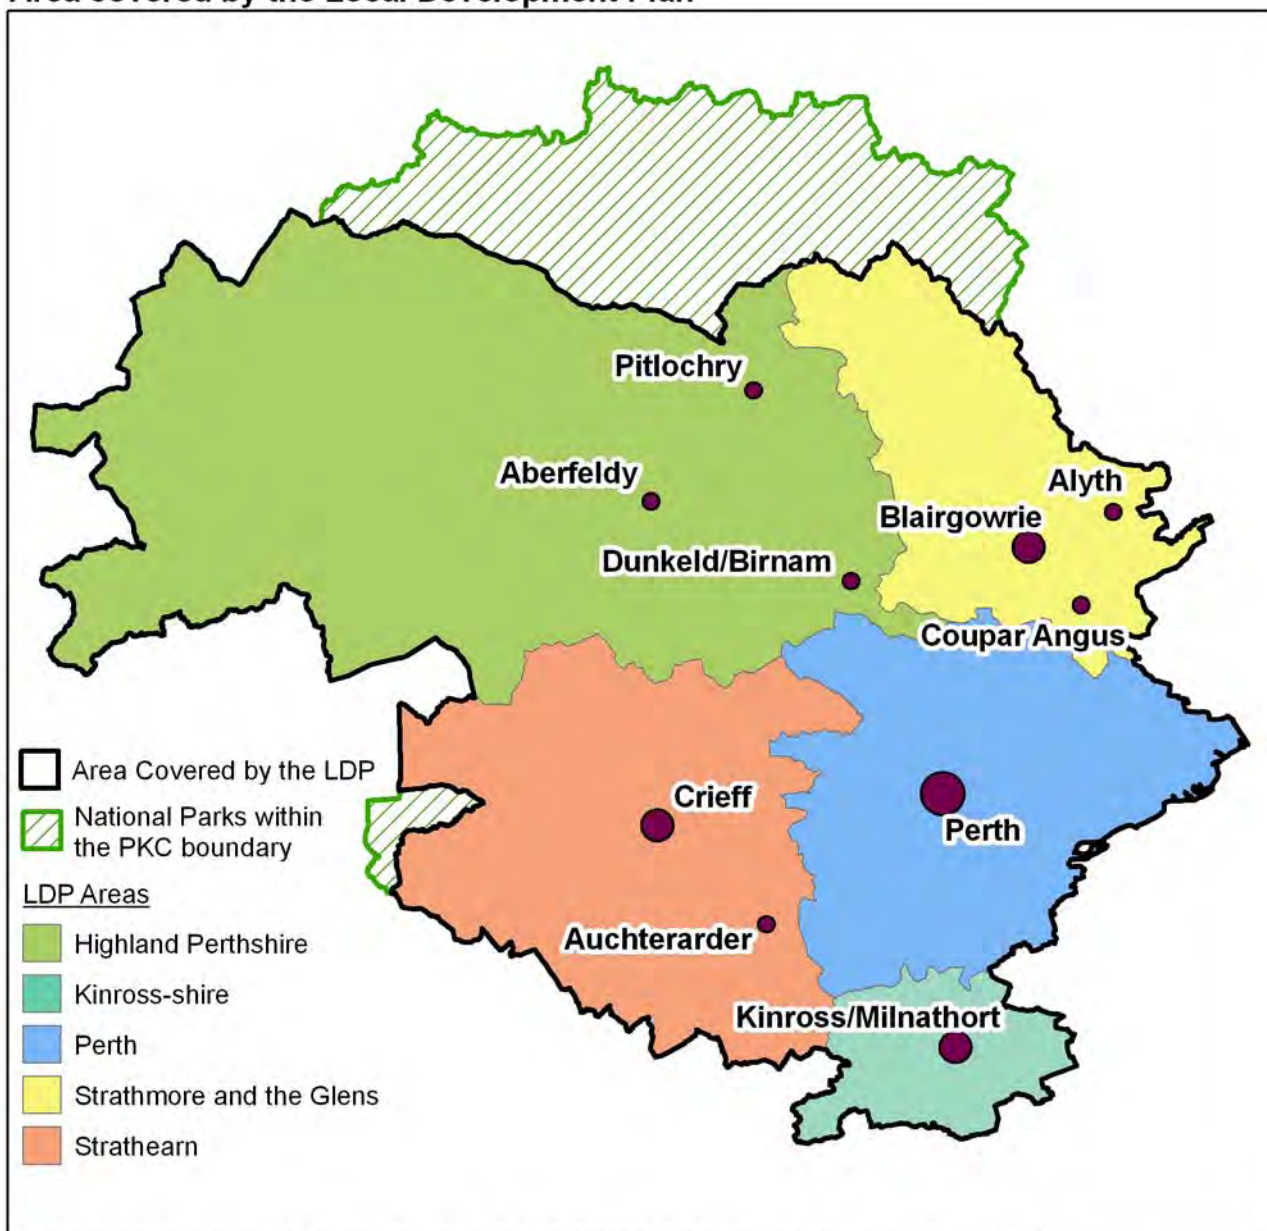 Area covered by the Local Development Plan
Pitlochry
Aberfeldy
Alyth
Blairgowrie
Dunkeld/Birnam
Coupar Angus
Area Covered by the LDP
National Parks within
the PKC boundary
LDP Areas
Highland Perthshire
Kinross-shire
Perth
Strathmore and the Glens
Strathearn
Crieff
Perth
Auchterarder
Kinross/Milnathort